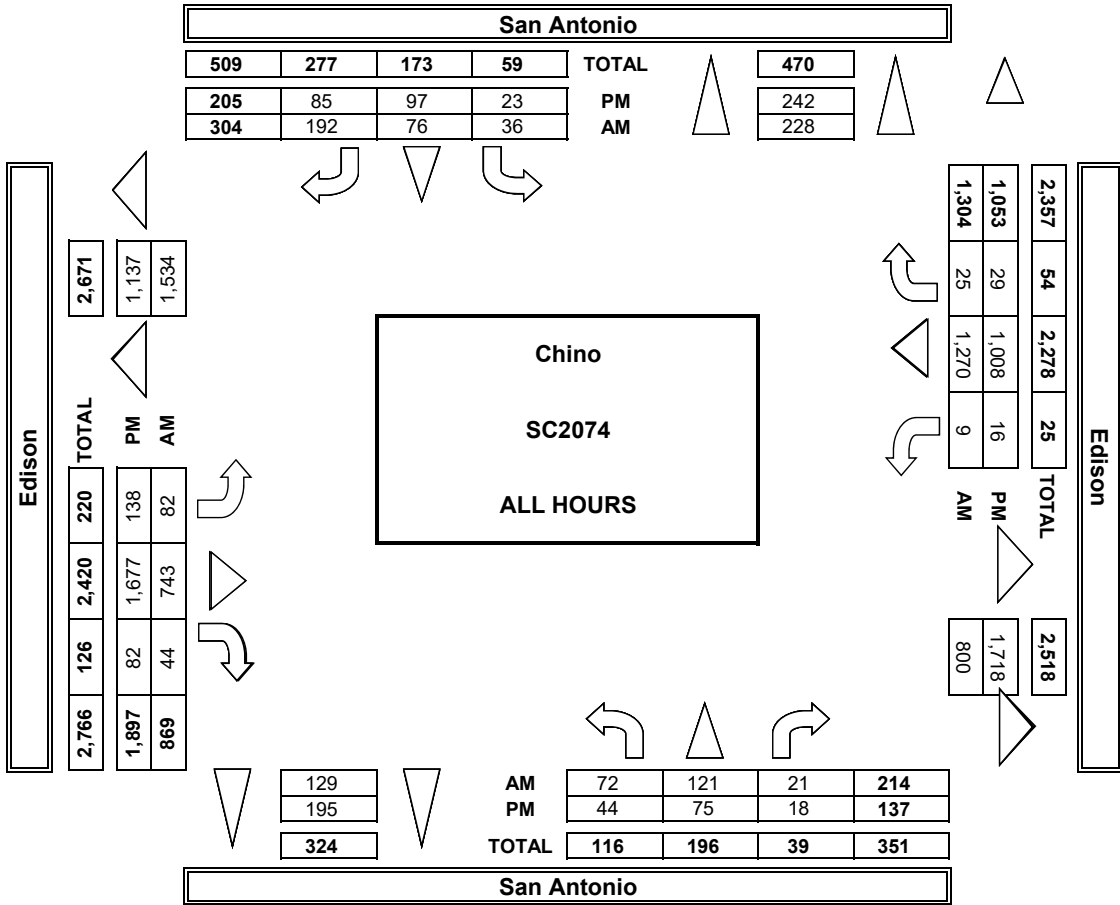 San Antonio
509 277 173 59 TOTAL 470
205 85 97 23 PM 242
304 192 76 36 AM 228
Edison
2,671
1,137
1,534
TOTAL 220 2,420 126 2,766
PM 138 1,677 82 1,897
AM 82 743 44 869
Chino
SC2074
ALL HOURS
2,357 54 2,278 25 TOTAL
1,053 29 1,008 16 PM
1,304 25 1,270 9 AM
2,518
1,718
800
Edison
129 AM 72 121 21 214
195 PM 44 75 18 137
324 TOTAL 116 196 39 351
San Antonio